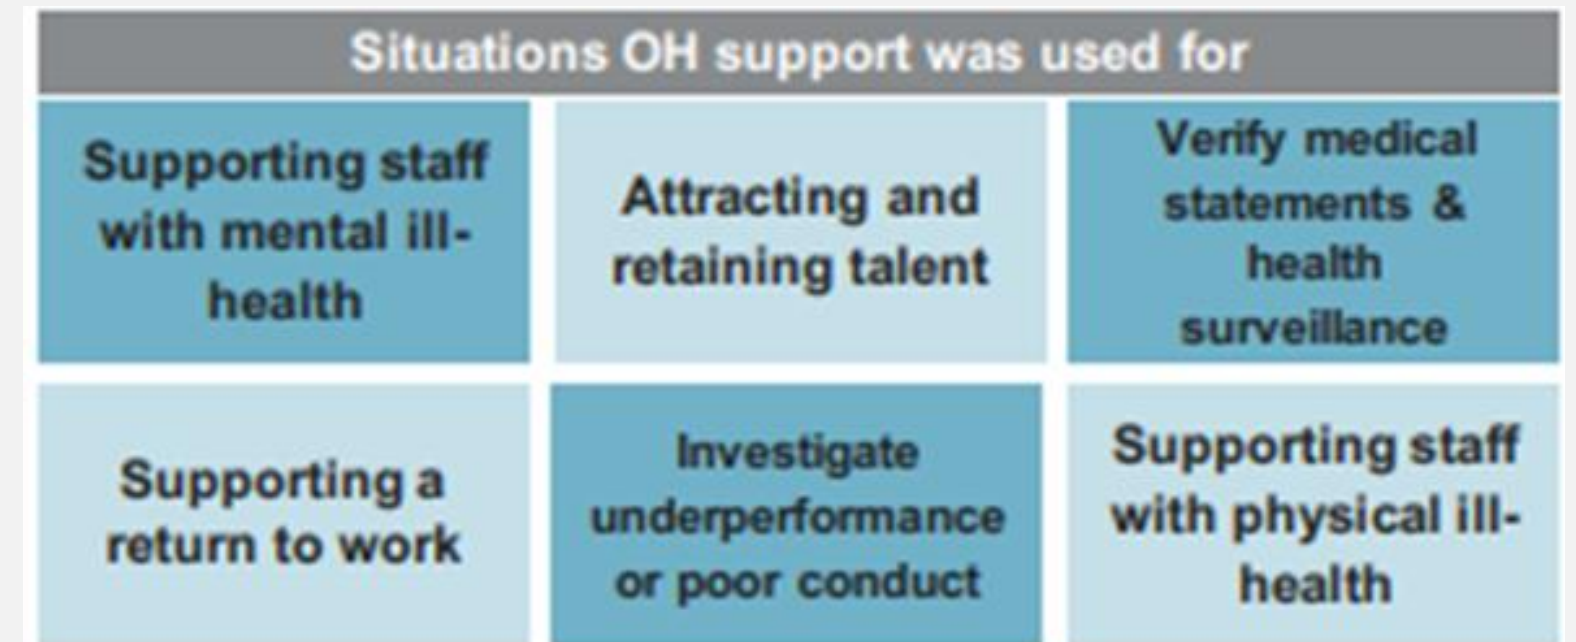 Situations OH support was used for
Supporting staff
with mental ill-
health
Attracting and
retaining talent
Verify medical
statements &
health
surveillance
Supporting a
return to work
Investigate
underperformance
or poor conduct
Supporting staff
with physical ill-
health